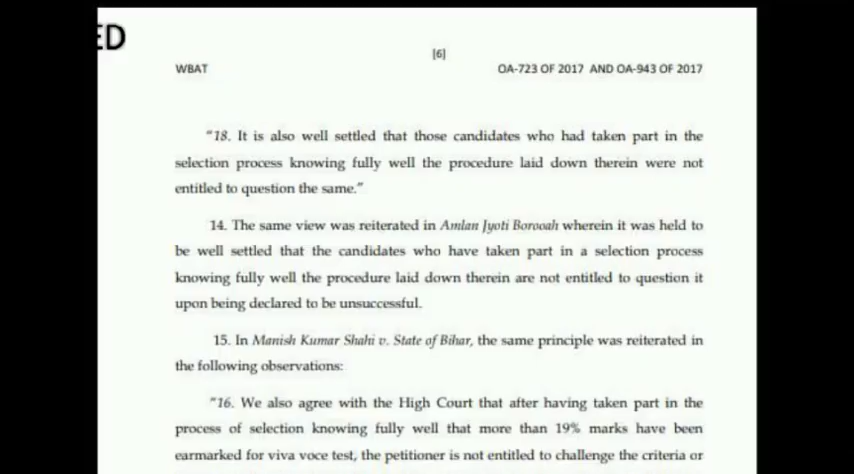 ED
[6]
WBAT OA-723 OF 2017 AND OA-943 OF 2017
"18. It is also well settled that those candidates who had taken part in the
selection process knowing fully well the procedure laid down therein were not
entitled to question the same."
14. The same view was reiterated in Amlan Jyoti Borooah wherein it was held to
be well settled that the candidates who have taken part in a selection process
knowing fully well the procedure laid down therein are not entitled to question it
upon being declared to be unsuccessful.
15. In Manish Kumar Shahi v. State of Bihar, the same principle was reiterated in
the following observations:
"16. We also agree with the High Court that after having taken part in the
process of selection knowing fully well that more than 19% marks have been
earmarked for viva voce test, the petitioner is not entitled to challenge the criteria or